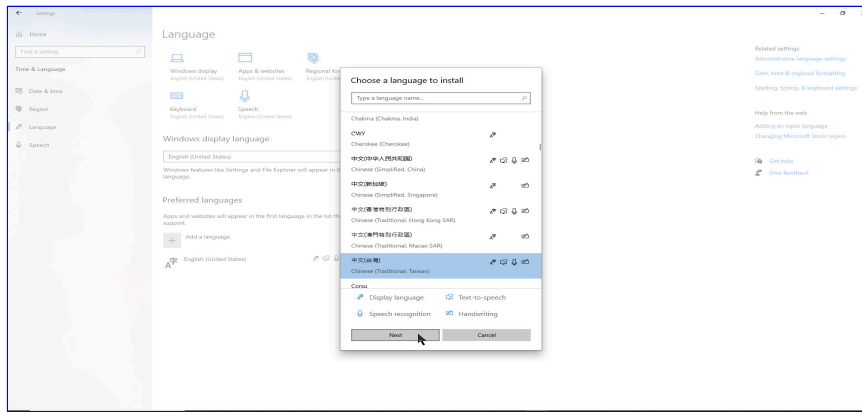 Settings
Home
Find a setting
Time & Language
Date & time
Region
Language
Speech
Language
Windows display
English (United States)
Apps & websites
English (United States)
Regional for
English (United
Keyboard
English (United States)
Speech
English (United States)
Windows display language
English (United States)
Windows features like Settings and File Explorer will appear in t
language.
Preferred languages
Apps and websites will appear in the first language in the list th
support.
Add a language
English (United States)
Choose a language to install
Type a language name...
Chakma (Chakma, India)
ᏣᎳᎩ
Cherokee (Cherokee)
中文(中华人民共和国)
Chinese (Simplified, China)
中文(新加坡)
Chinese (Simplified, Singapore)
中文(香港特別行政區)
Chinese (Traditional, Hong Kong SAR)
中文(澳門特別行政區)
Chinese (Traditional, Macao SAR)
中文(台灣)
Chinese (Traditional, Taiwan)
Corsu
Display language
Text-to-speech
Speech recognition
Handwriting
Next
Cancel
Related settings
Administrative language settings
Date, time & regional formatting
Spelling, typing, & keyboard settings
Help from the web
Adding an input language
Changing Microsoft Store region
Get help
Give feedback